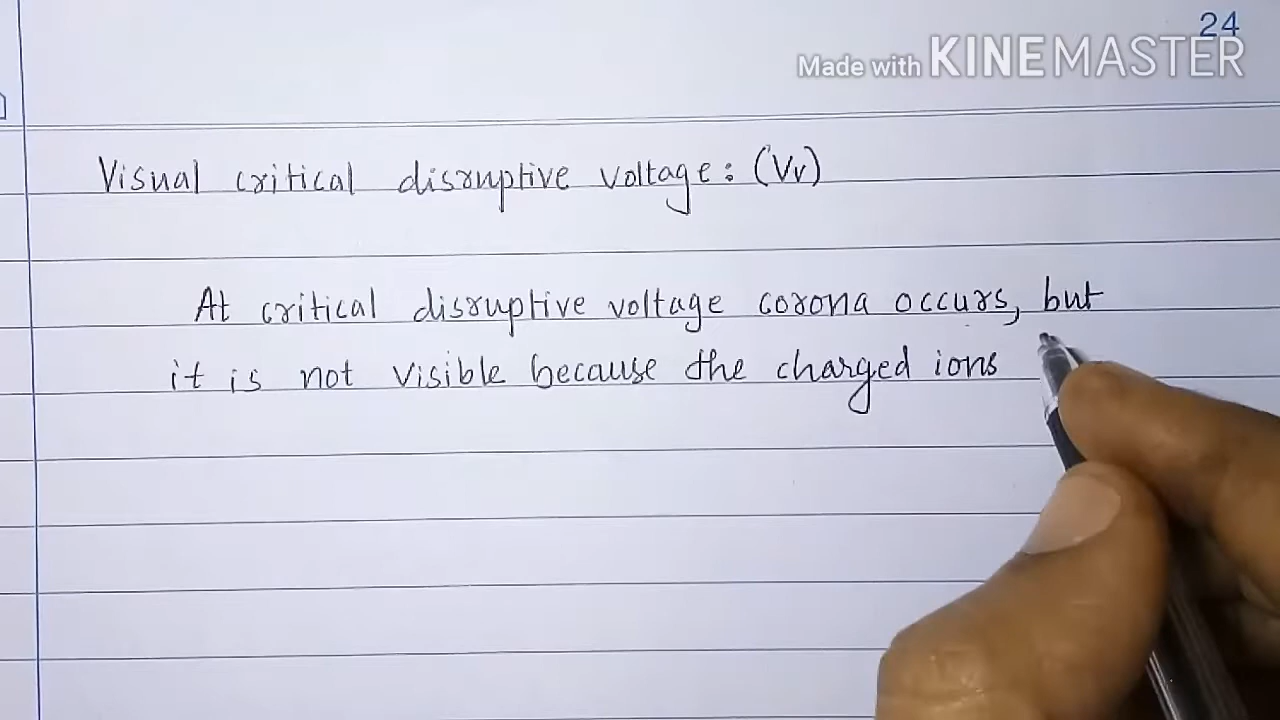 24
Made with KINEMASTER
Visual critical disruptive voltage: (Vv)
At critical disruptive voltage corona occurs, but
it is not visible because the charged ions